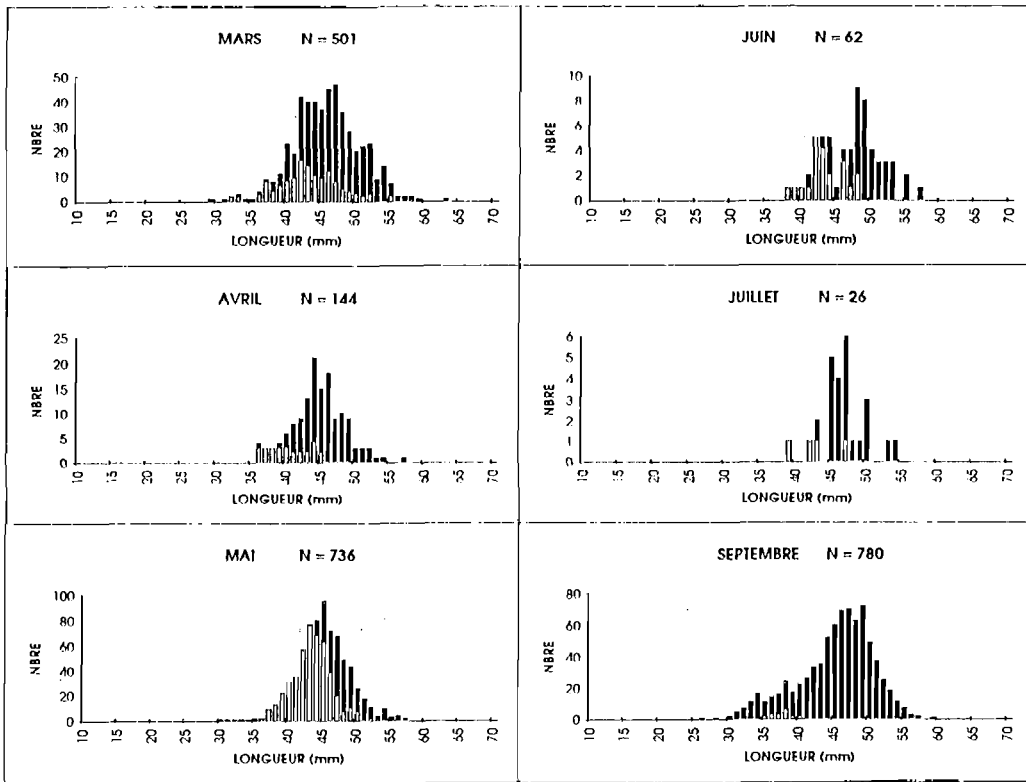 MARS N = 501
50
40
30
20
10
0
NBRE
10 15 20 25 30 35 40 45 50 55 60 65 70
LONGUEUR (mm)
JUIN N = 62
10
8
6
4
2
0
NBRE
10 15 20 25 30 35 40 45 50 55 60 65 70
LONGUEUR (mm)
AVRIL N = 144
25
20
15
10
5
0
NBRE
10 15 20 25 30 35 40 45 50 55 60 65 70
LONGUEUR (mm)
JUILLET N = 26
6
5
4
3
2
1
0
NBRE
10 15 20 25 30 35 40 45 50 55 60 65 70
LONGUEUR (mm)
MAI N = 736
100
80
60
40
20
0
NBRE
10 15 20 25 30 35 40 45 50 55 60 65 70
LONGUEUR (mm)
SEPTEMBRE N = 780
80
60
40
20
0
NBRE
10 15 20 25 30 35 40 45 50 55 60 65 70
LONGUEUR (mm)